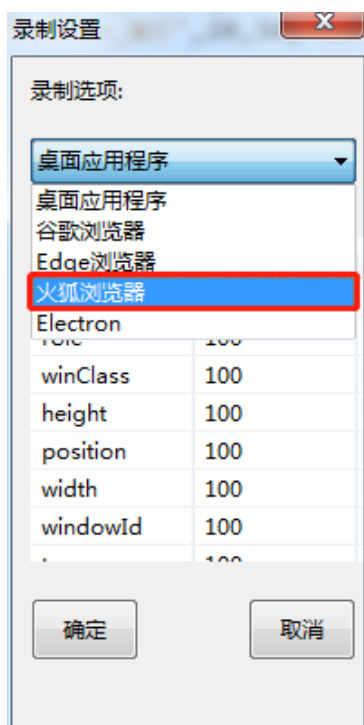 录制设置
录制选项:
桌面应用程序
桌面应用程序
谷歌浏览器
Edge浏览器
火狐浏览器
Electron
winClass 100
height 100
position 100
width 100
windowId 100
确定 取消